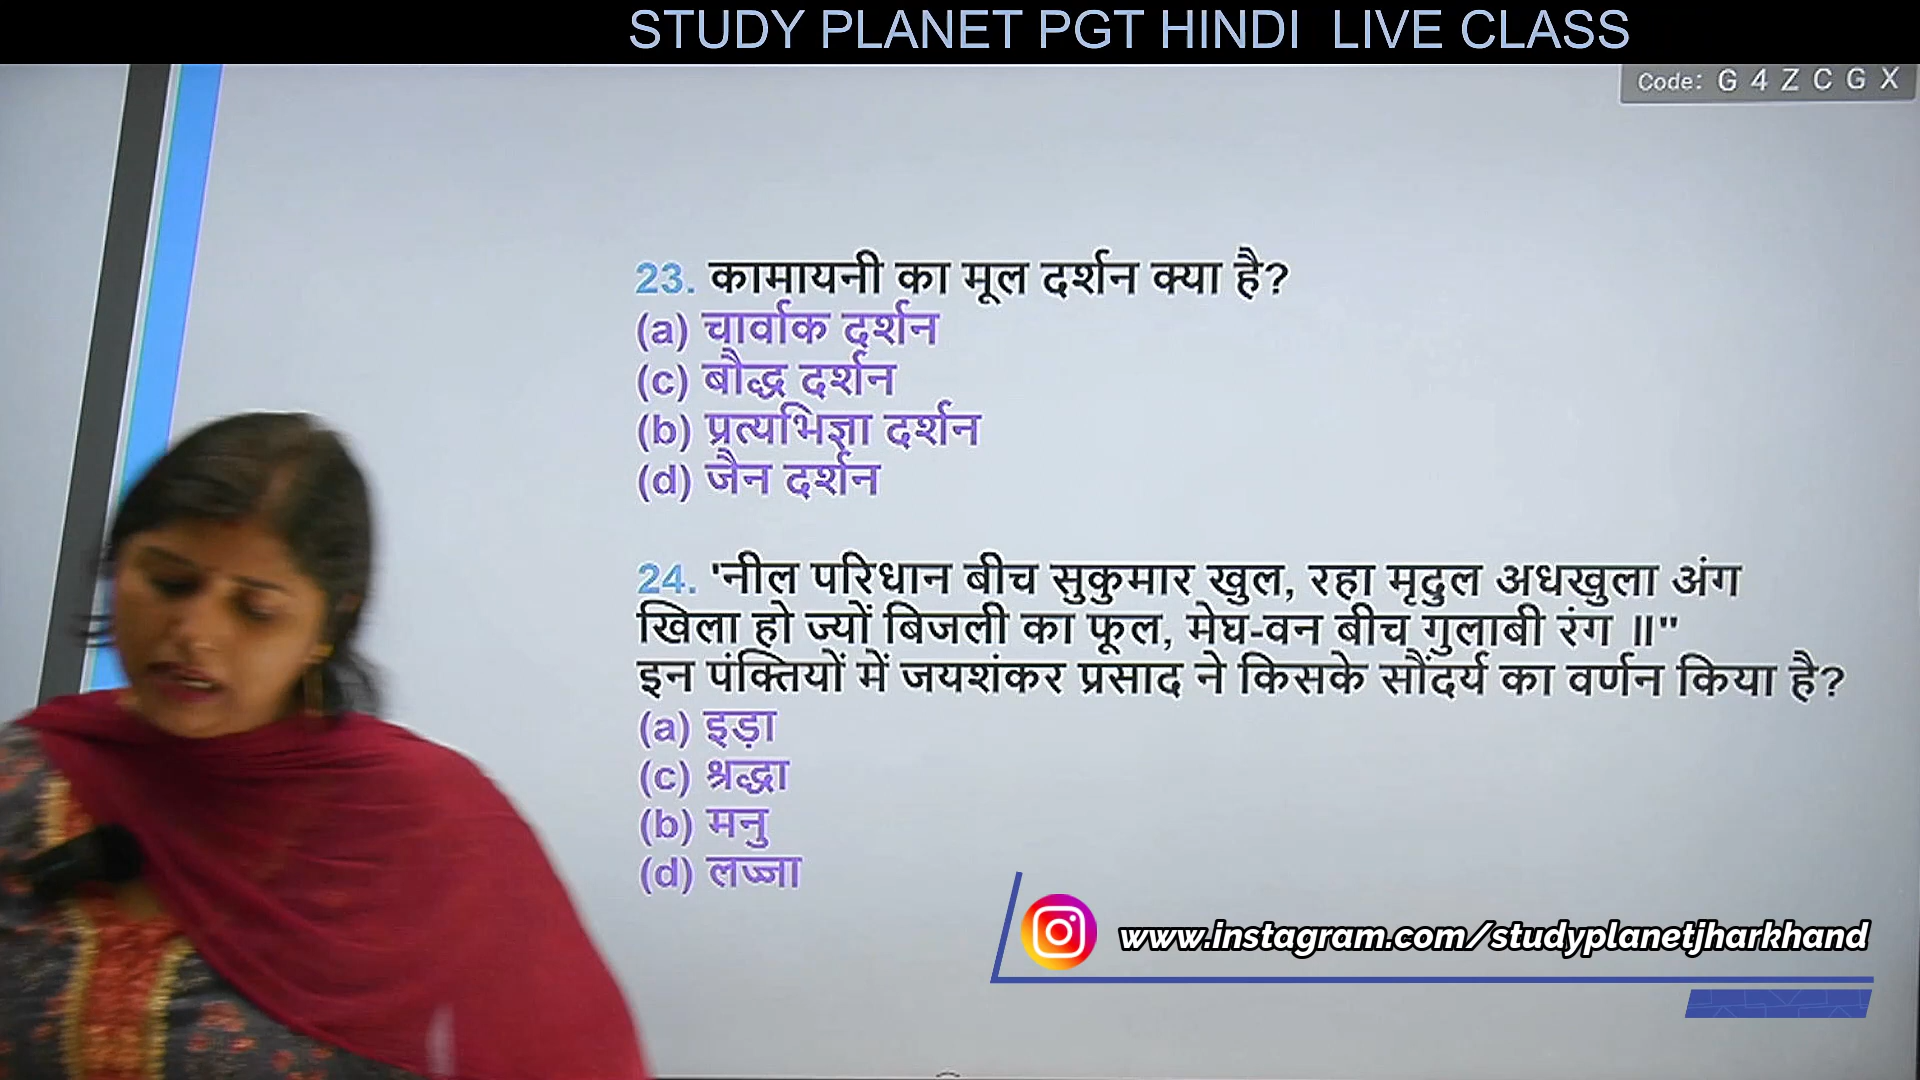 STUDY PLANET PGT HINDI LIVE CLASS
Code: G 4 Z C G X
23. कामायनी का मूल दर्शन क्या है?
(a) चार्वाक दर्शन
(c) बौद्ध दर्शन
(b) प्रत्यभिज्ञा दर्शन
(d) जैन दर्शन
24. 'नील परिधान बीच सुकुमार खुल, रहा मृदुल अधखुला अंग
खिला हो ज्यों बिजली का फूल, मेघ-वन बीच गुलाबी रंग ॥"
इन पंक्तियों में जयशंकर प्रसाद ने किसके सौंदर्य का वर्णन किया है?
(a) इड़ा
(c) श्रद्धा
(b) मनु
(d) लज्जा
www.instagram.com/studyplanetjharkhand